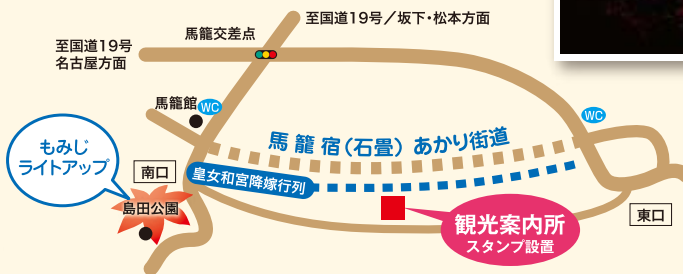 至国道19号／坂下・松本方面
馬籠交差点
至国道19号
名古屋方面
馬籠館
WC
WC
馬籠宿（石畳）あかり街道
もみじ
ライトアップ
南口
皇女和宮降嫁行列
島田公園
観光案内所
スタンプ設置
東口